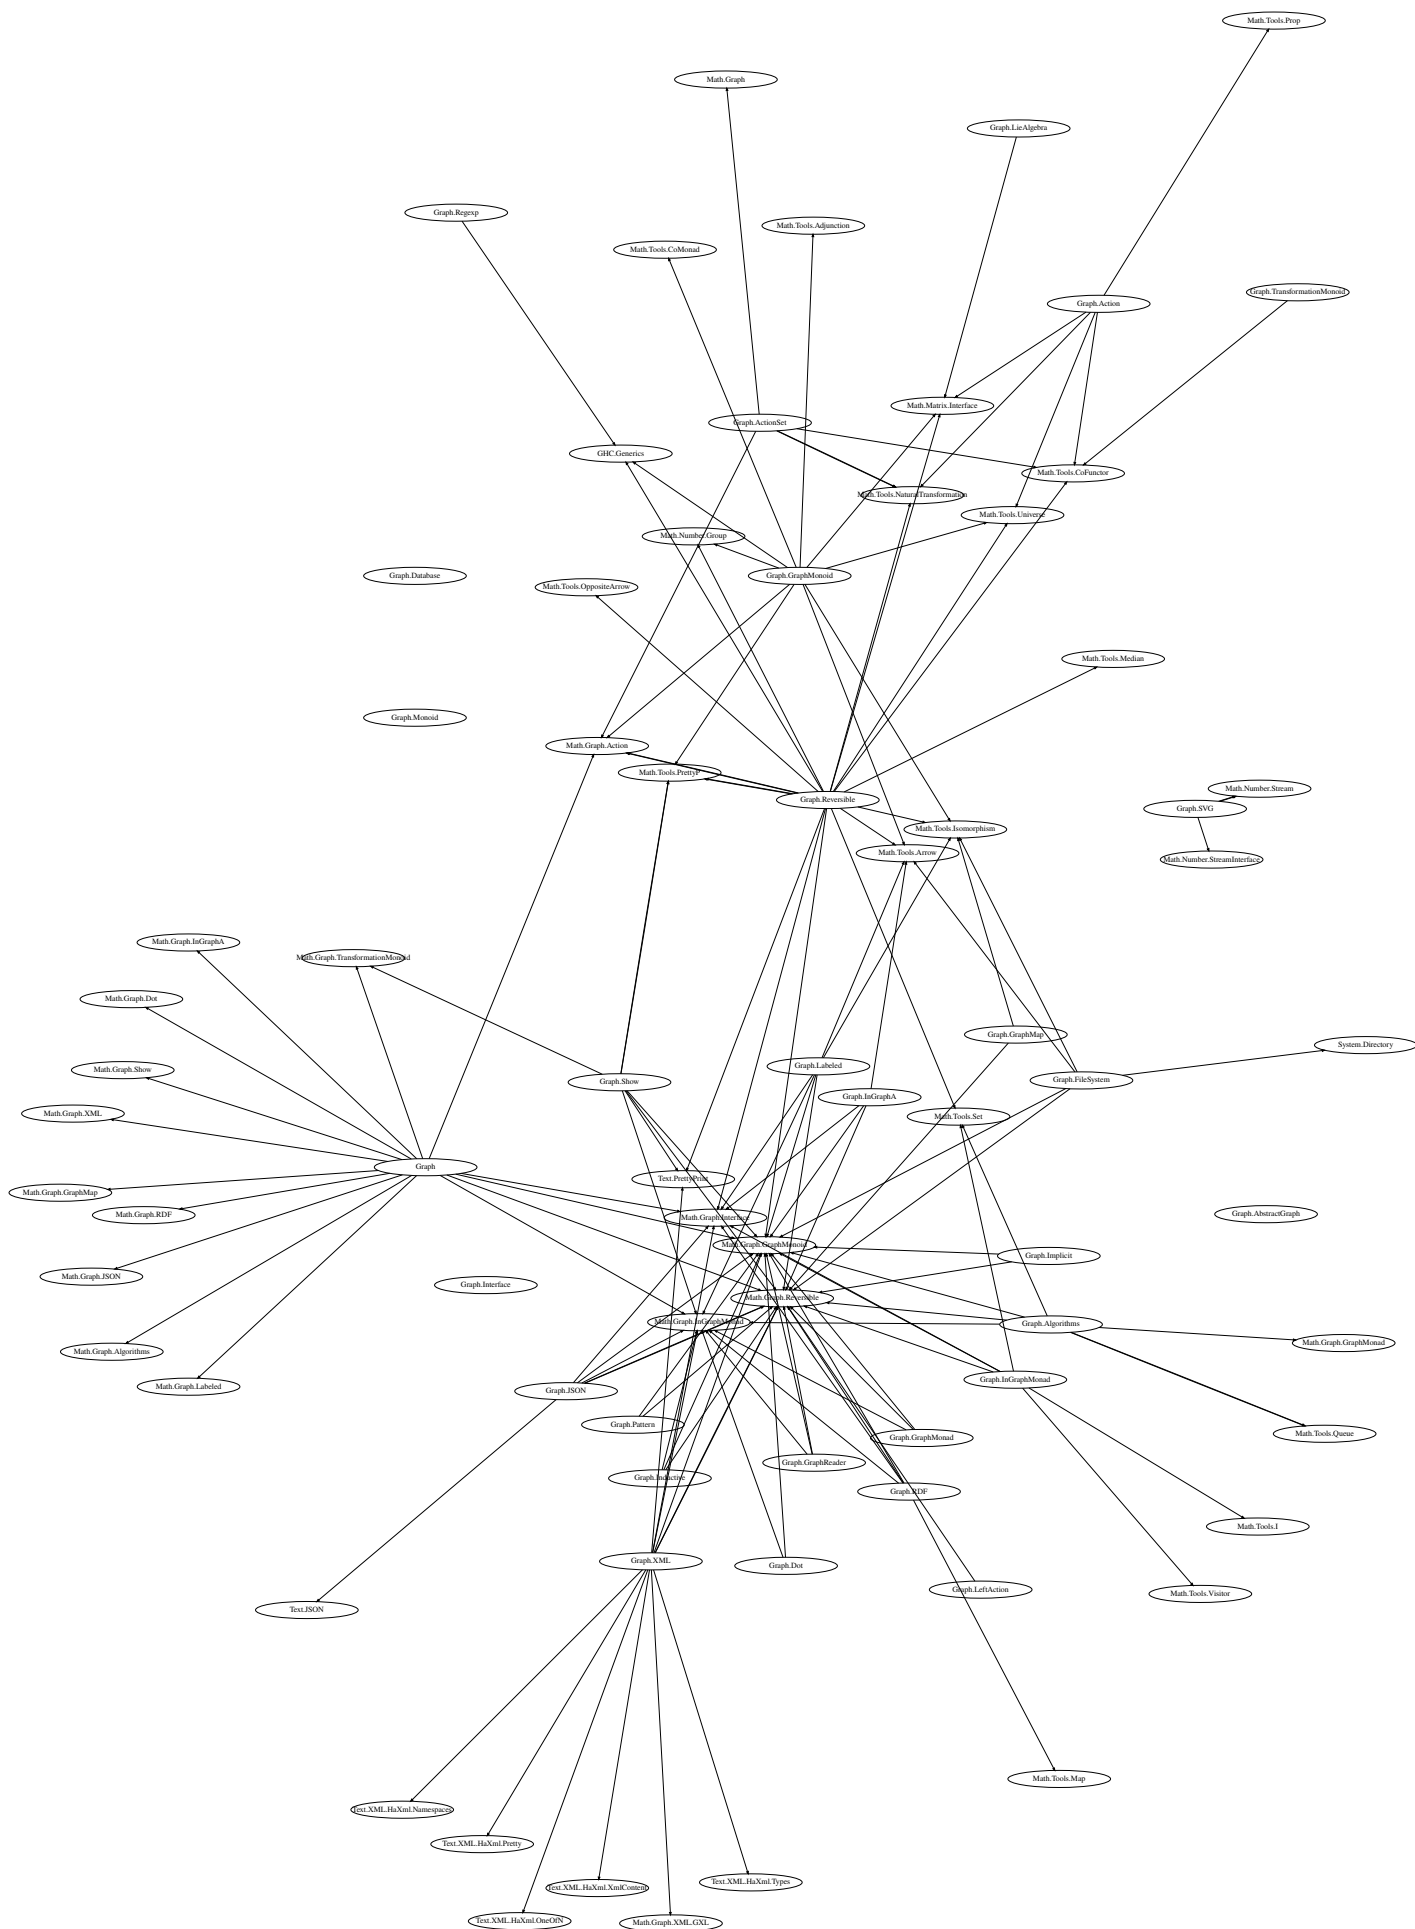 Math.Tools.Prop
Math.Graph
Graph.LieAlgebra
Graph.Regexp
Math.Tools.Adjunction
Math.Tools.CoMonad
Graph.TransformationMonoid
Graph.Action
Math.Matrix.Interface
Graph.ActionSet
GHC.Generics
Math.Tools.CoFunctor
Math.Tools.NaturalTransformation
Math.Tools.Universe
Math.Number.Group
Graph.Database
Graph.GraphMonoid
Math.Tools.OppositeArrow
Math.Tools.Median
Graph.Monoid
Math.Graph.Action
Math.Tools.PrettyP
Math.Number.Stream
Graph.Reversible
Graph.SVG
Math.Tools.Isomorphism
Math.Tools.Arrow
Math.Number.StreamInterface
Math.Graph.InGraphA
Math.Graph.TransformationMonoid
Math.Graph.Dot
Graph.GraphMap
System.Directory
Graph.Labeled
Math.Graph.Show
Graph.Show
Graph.FileSystem
Graph.InGraphA
Math.Graph.XML
Math.Tools.Set
Graph
Text.PrettyPrint
Math.Graph.GraphMap
Math.Graph.RDF
Graph.AbstractGraph
Math.Graph.Interface
Math.Graph.GraphMonoid
Graph.Implicit
Math.Graph.JSON
Graph.Interface
Math.Graph.Reversible
Math.Graph.InGraphMonad
Graph.Algorithms
Math.Graph.GraphMonad
Math.Graph.Algorithms
Graph.InGraphMonad
Math.Graph.Labeled
Graph.JSON
Graph.Pattern
Math.Tools.Queue
Graph.GraphMonad
Graph.GraphReader
Graph.Inductive
Graph.RDF
Math.Tools.I
Graph.XML
Graph.Dot
Graph.LeftAction
Math.Tools.Visitor
Text.JSON
Math.Tools.Map
Text.XML.HaXml.Namespaces
Text.XML.HaXml.Pretty
Text.XML.HaXml.Types
Text.XML.HaXml.XmlContent
Text.XML.HaXml.OneOfN
Math.Graph.XML.GXL